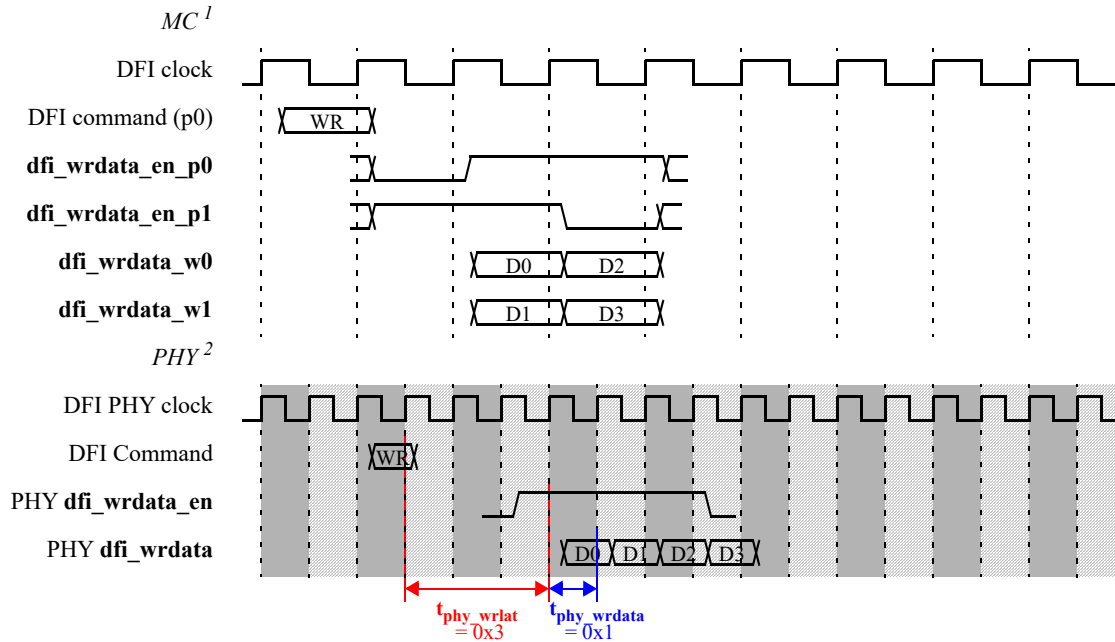 MC 1
DFI clock
DFI command (p0) WR
dfi_wrdata_en_p0
dfi_wrdata_en_p1
dfi_wrdata_w0 D0 D2
dfi_wrdata_w1 D1 D3
PHY 2
DFI PHY clock
DFI Command WR
PHY dfi_wrdata_en
PHY dfi_wrdata D0 D1 D2 D3
tphy_wrlat tphy_wrdata
= 0x3 = 0x1